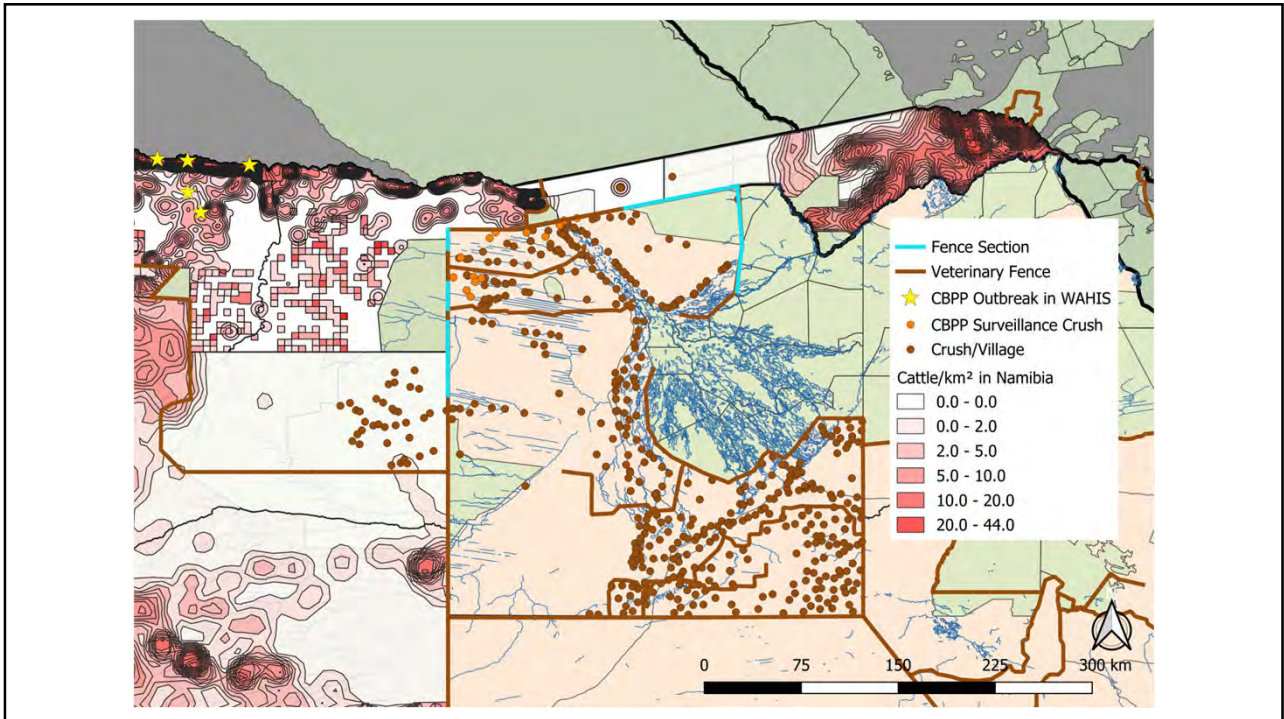 Fence Section
Veterinary Fence
CBPP Outbreak in WAHIS
CBPP Surveillance Crush
Crush/Village
Cattle/km² in Namibia
0.0 - 0.0
0.0 - 2.0
2.0 - 5.0
5.0 - 10.0
10.0 - 20.0
20.0 - 44.0
0 75 150 225 300 km